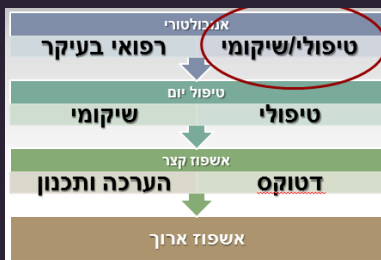 אמבולטורי
טיפולי/שיקומי רפואי בעיקר
טיפול יום
טיפולי שיקומי
אשפוז קצר
דטוקס הערכה ותכנון
אשפוז ארוך